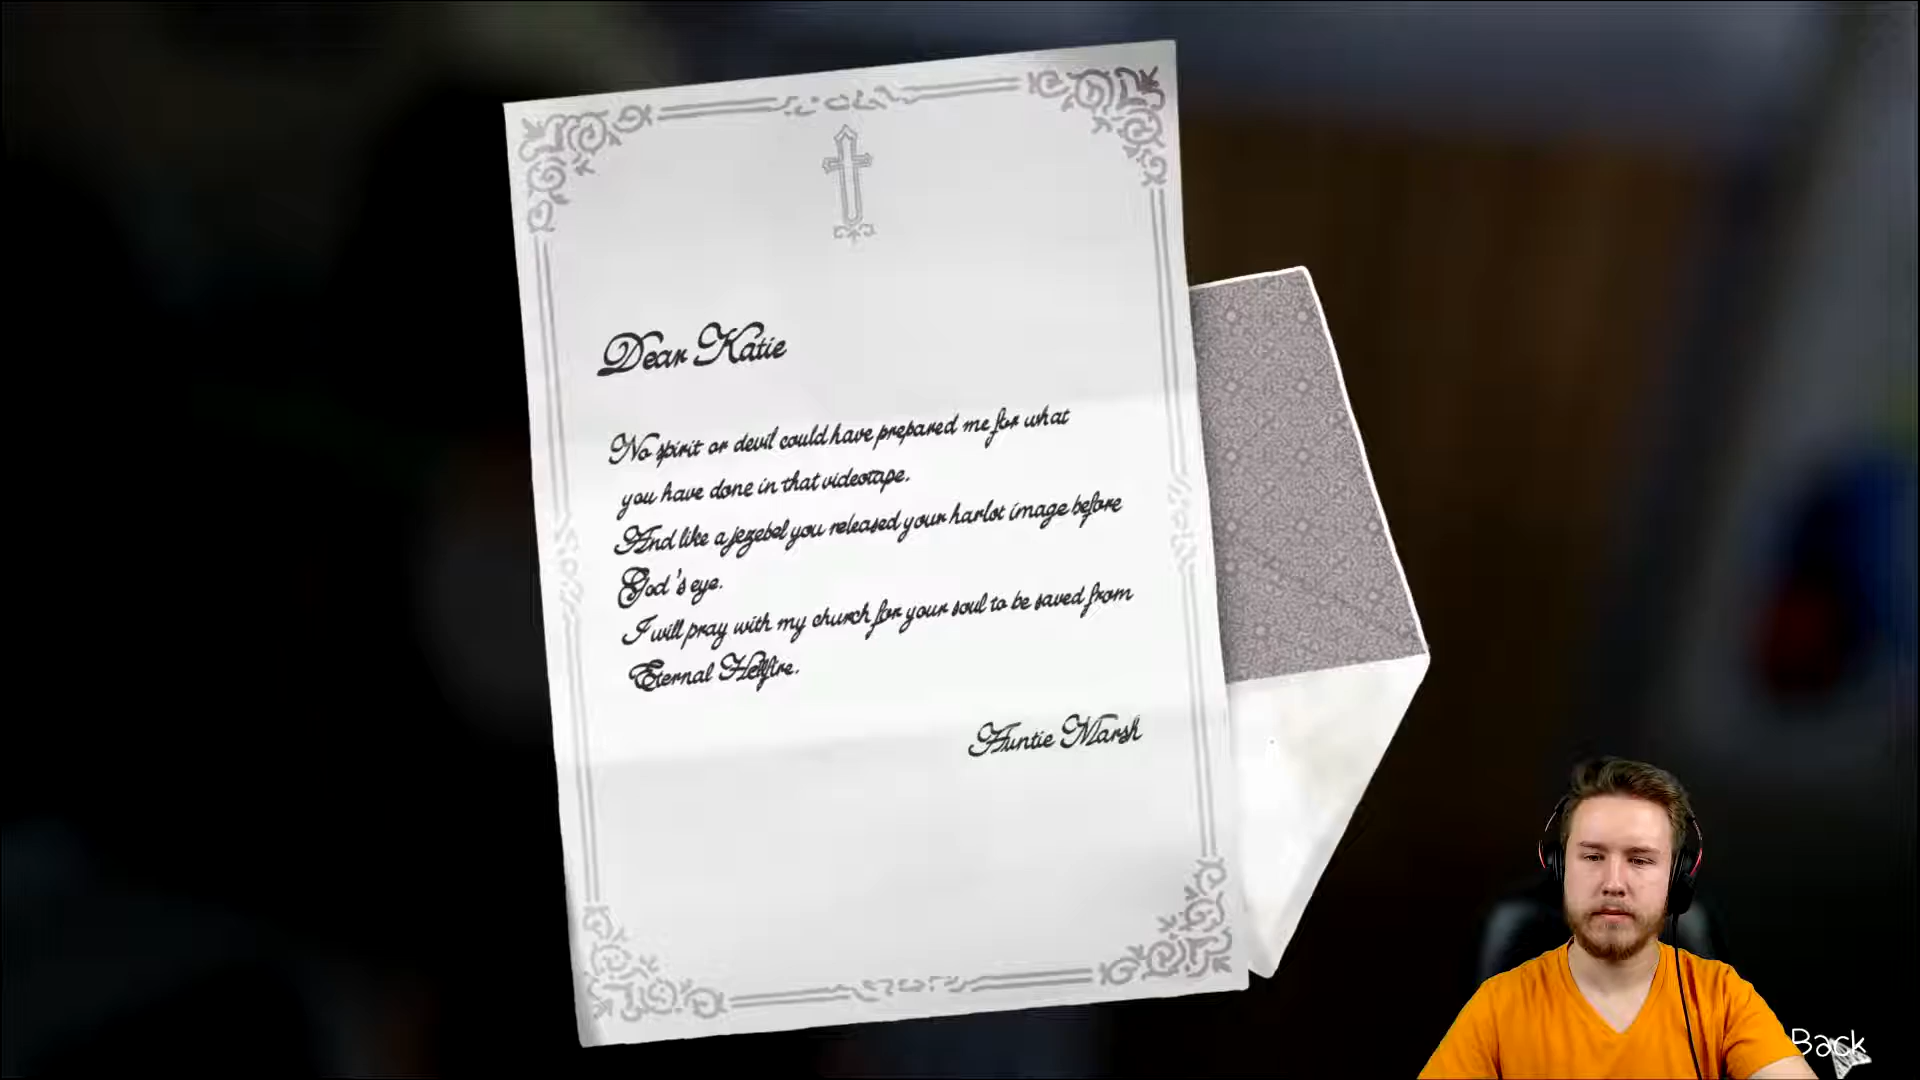 Dear Katie
No spirit or devil could have prepared me for what
you have done in that videotape.
And like a jezebel you released your harlot image before
God's eye.
I will pray with my church for your soul to be saved from
Eternal Hellfire.
Auntie Marsh
Back